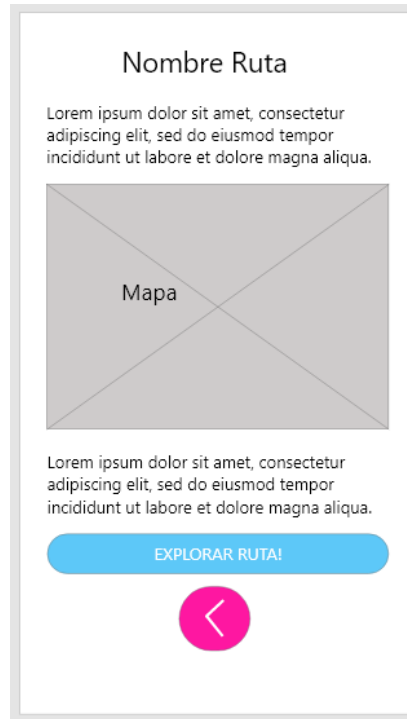 Nombre Ruta
Lorem ipsum dolor sit amet, consectetur
adipiscing elit, sed do eiusmod tempor
incididunt ut labore et dolore magna aliqua.
Mapa
Lorem ipsum dolor sit amet, consectetur
adipiscing elit, sed do eiusmod tempor
incididunt ut labore et dolore magna aliqua.
EXPLORAR RUTA!